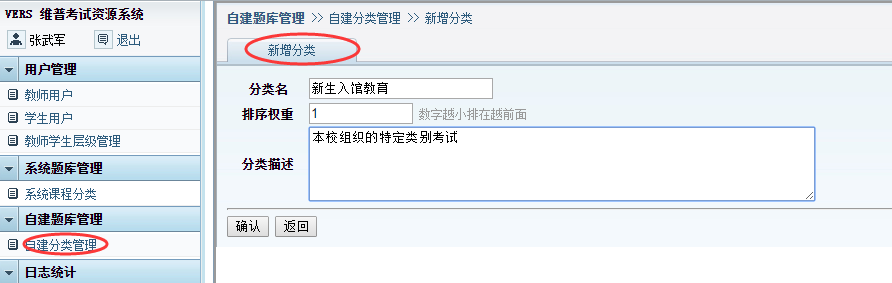 VERS 维普考试资源系统
张武军 退出
用户管理
教师用户
学生用户
教师学生层级管理
系统题库管理
系统课程分类
自建题库管理
自建分类管理
日志统计
自建题库管理 >> 自建分类管理 >> 新增分类
新增分类
分类名 新生入馆教育
排序权重 1 数字越小排在越前面
分类描述 本校组织的特定类别考试
确认 返回